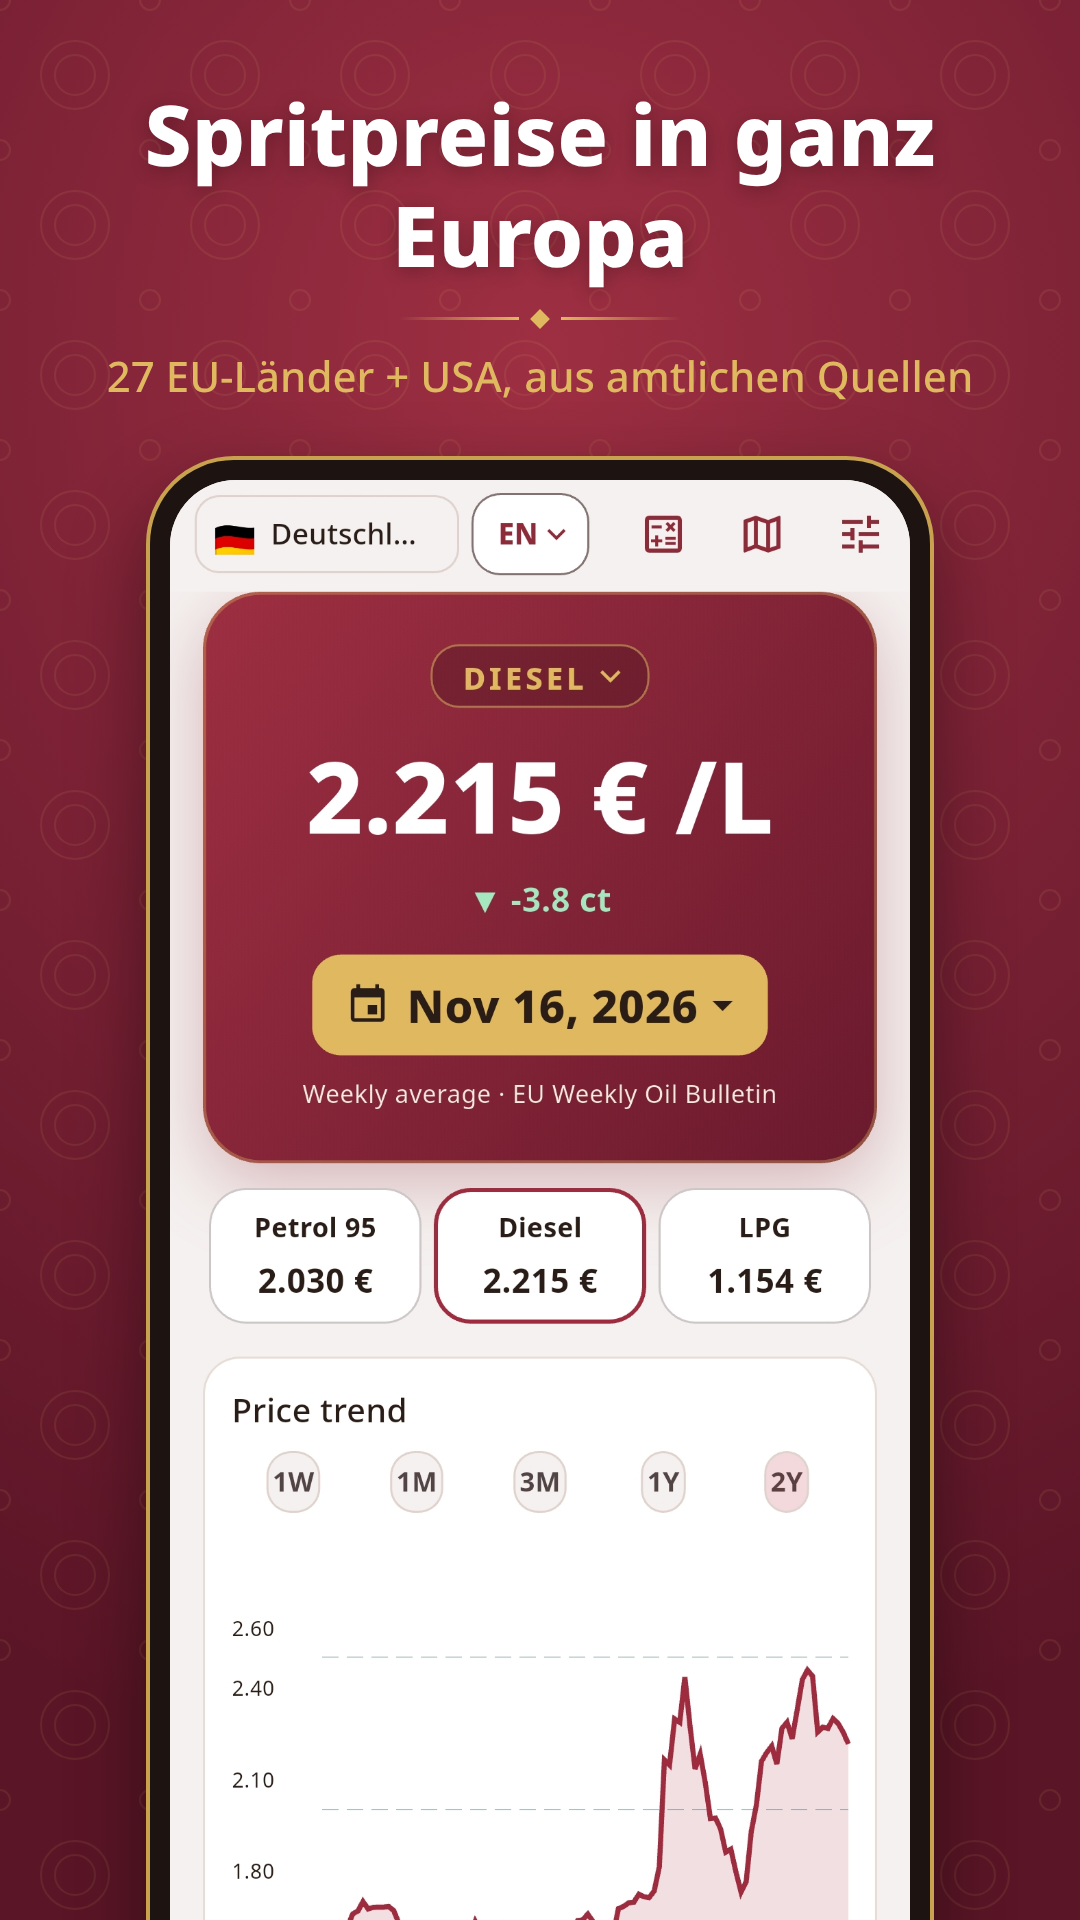 Spritpreise in ganz
Europa
27 EU-Länder + USA, aus amtlichen Quellen
Deutschl...
EN
DIESEL
2.215 € /L
▼ -3.8 ct
Nov 16, 2026
Weekly average · EU Weekly Oil Bulletin
Petrol 95 Diesel LPG
2.030 € 2.215 € 1.154 €
Price trend
1W 1M 3M 1Y 2Y
2.60
2.40
2.10
1.80